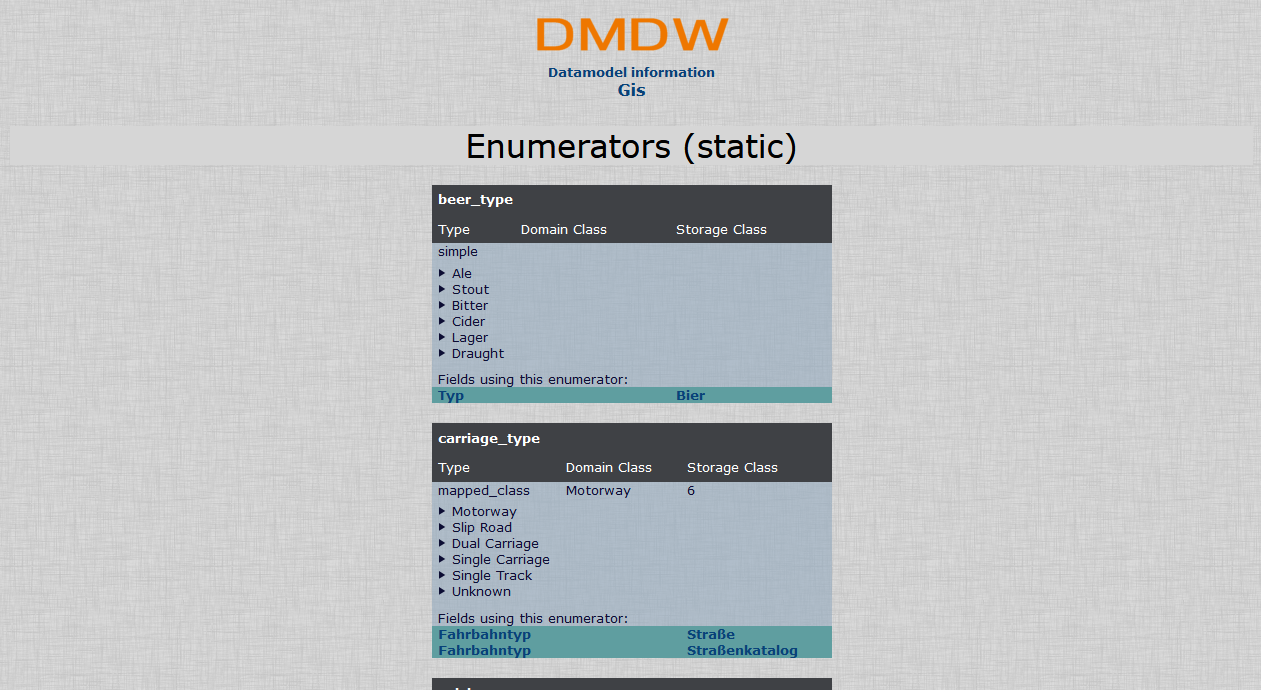 DMDW
Datamodel information
Gis
Enumerators (static)
beer_type
Type Domain Class Storage Class
simple
Ale
Stout
Bitter
Cider
Lager
Draught
Fields using this enumerator:
Typ Bier
carriage_type
Type Domain Class Storage Class
mapped_class Motorway 6
Motorway
Slip Road
Dual Carriage
Single Carriage
Single Track
Unknown
Fields using this enumerator:
Fahrbahntyp Straße
Fahrbahntyp Straßenkatalog